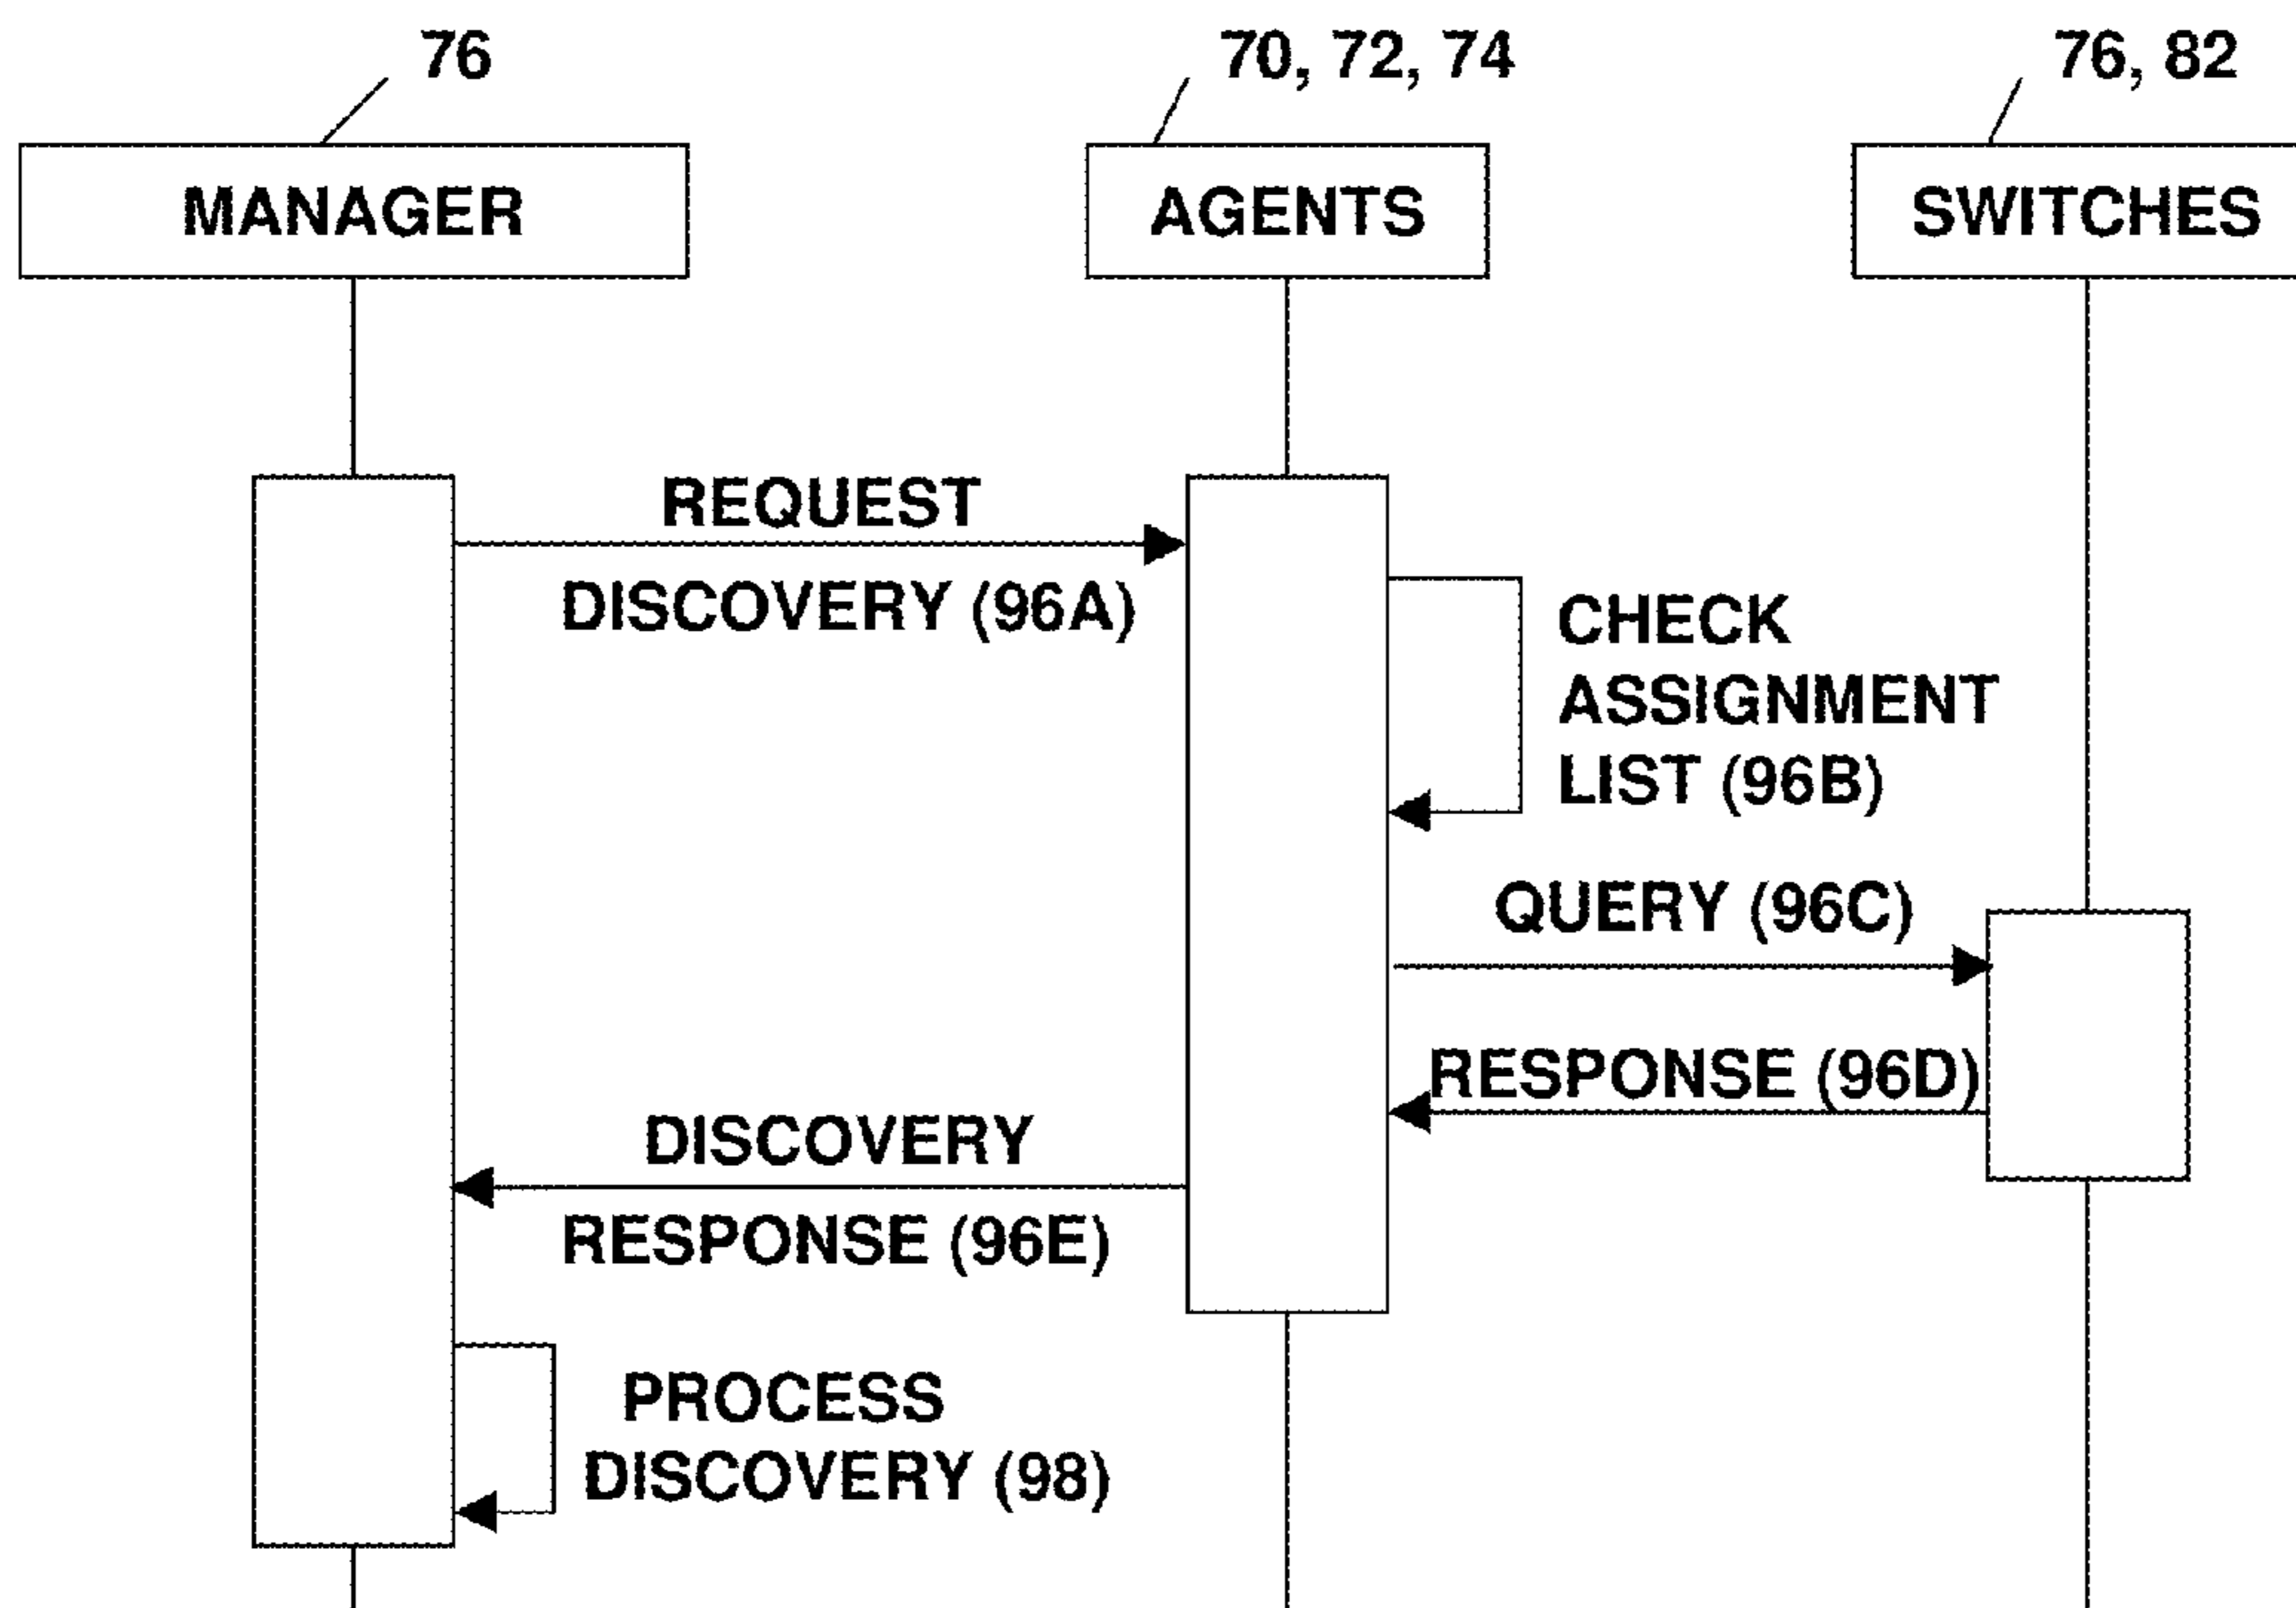 76
70, 72, 74
76, 82
MANAGER
AGENTS
SWITCHES
REQUEST
DISCOVERY (96A)
CHECK
ASSIGNMENT
LIST (96B)
QUERY (96C)
RESPONSE (96D)
DISCOVERY
RESPONSE (96E)
PROCESS
DISCOVERY (98)